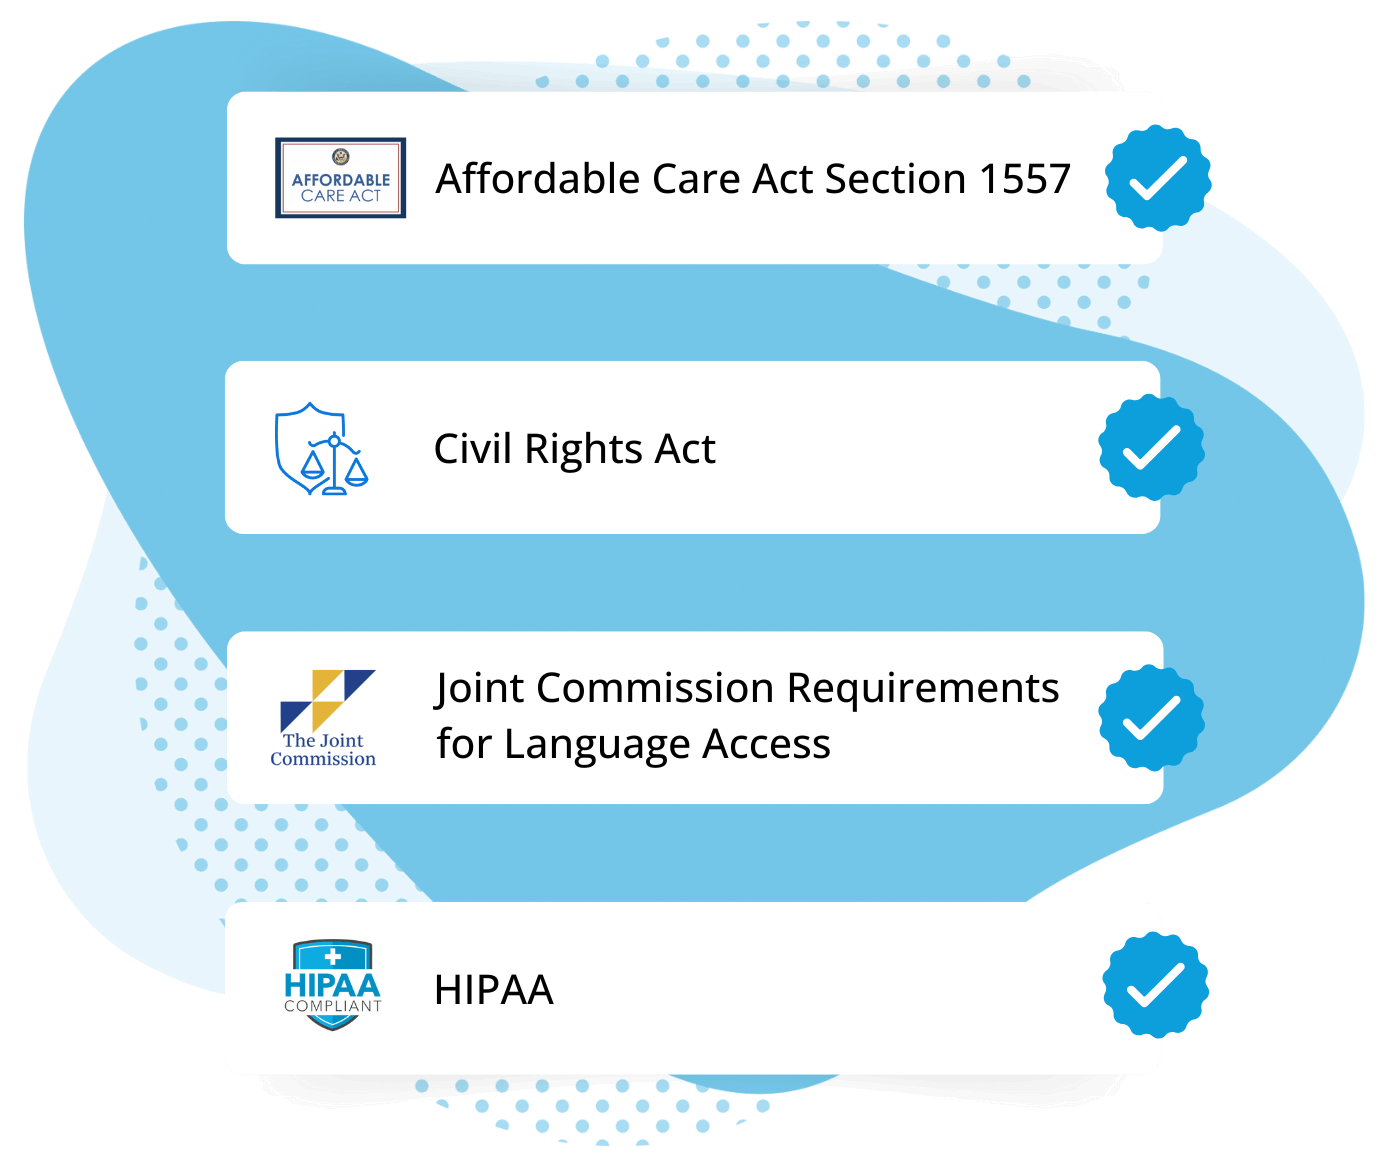 AFFORDABLE
CARE ACT
Affordable Care Act Section 1557
Civil Rights Act
The Joint
Commission
Joint Commission Requirements
for Language Access
HIPAA
COMPLIANT
HIPAA